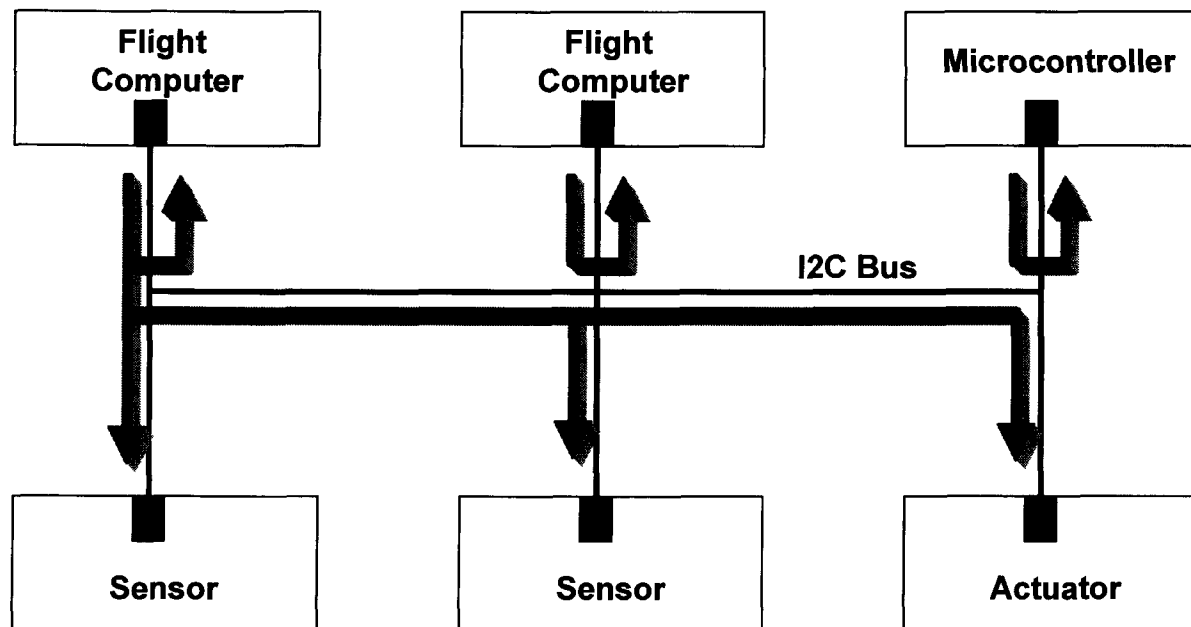 Flight
Computer
Flight
Computer
Microcontroller
I2C Bus
Sensor
Sensor
Actuator